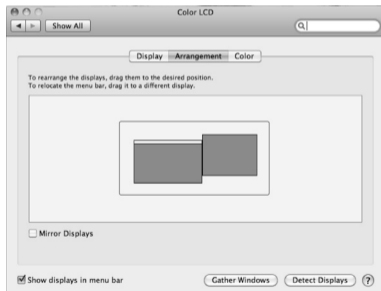 Color LCD
Show All
Display Arrangement Color
To rearrange the displays, drag them to the desired position.
To relocate the menu bar, drag it to a different display.
Mirror Displays
Show displays in menu bar Gather Windows Detect Displays ?